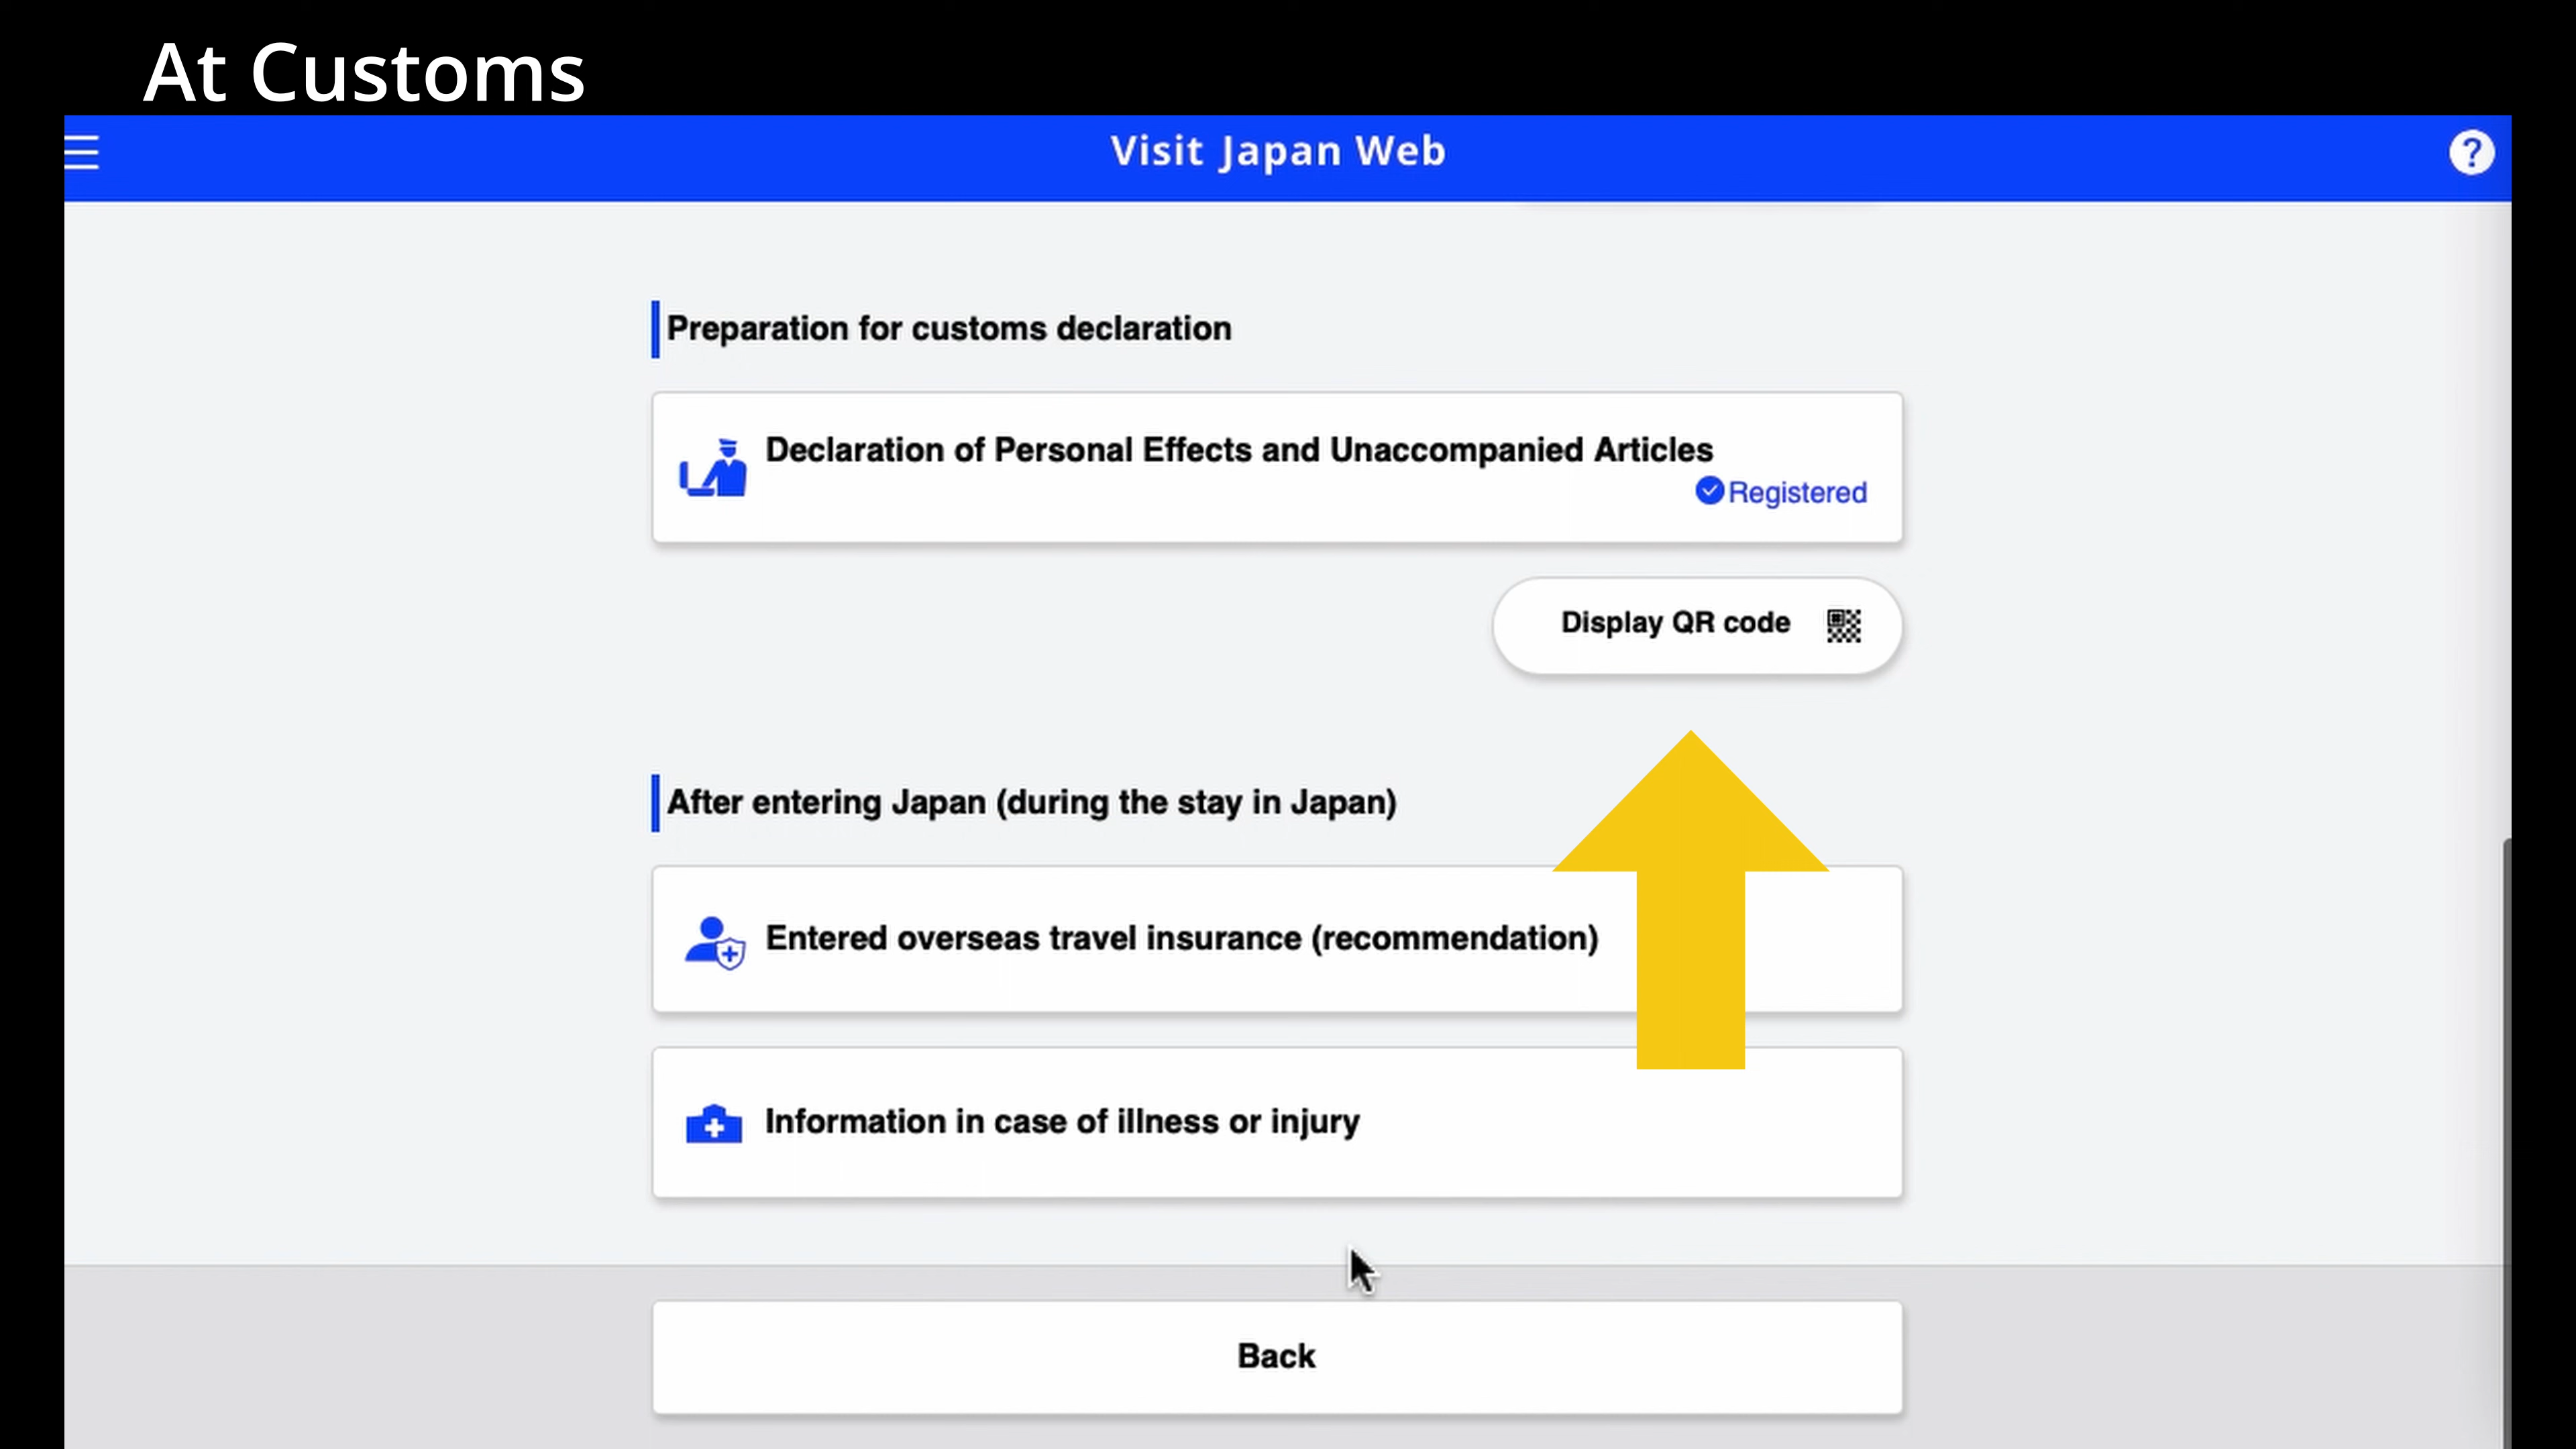 At Customs
Visit Japan Web
?
Preparation for customs declaration
Declaration of Personal Effects and Unaccompanied Articles
Registered
Display QR code
After entering Japan (during the stay in Japan)
Entered overseas travel insurance (recommendation)
Information in case of illness or injury
Back